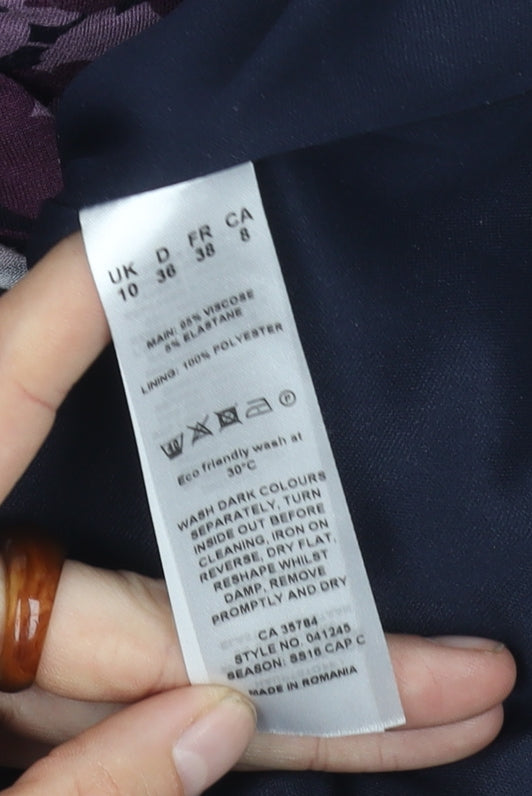 UK D FR CA
10 36 38 8
MAIN: 95% VISCOSE
5% ELASTANE
LINING: 100% POLYESTER
Eco friendly wash at
30°C
WASH DARK COLOURS
SEPARATELY, TURN
INSIDE OUT BEFORE
CLEANING, IRON ON
REVERSE, DRY FLAT,
RESHAPE WHILST
DAMP, REMOVE
PROMPTLY AND DRY
CA 35784
STYLE NO. 041245
SEASON: SS16 CAP C
MADE IN ROMANIA